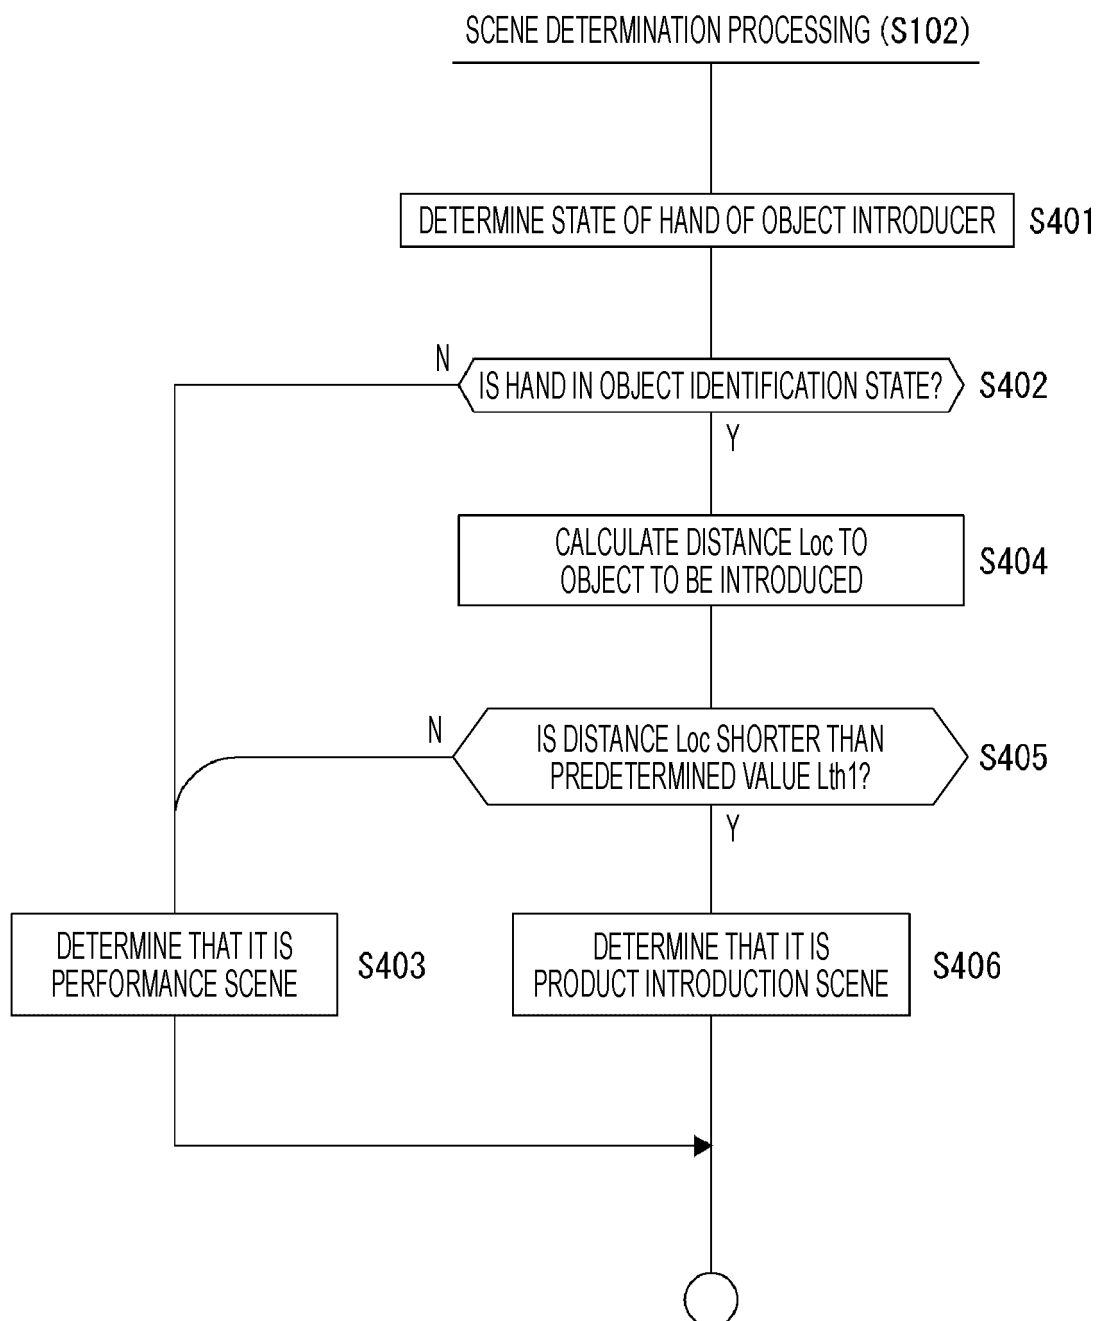 SCENE DETERMINATION PROCESSING (S102)
DETERMINE STATE OF HAND OF OBJECT INTRODUCER
S401
N
IS HAND IN OBJECT IDENTIFICATION STATE?
S402
Y
CALCULATE DISTANCE Loc TO
OBJECT TO BE INTRODUCED
S404
N
IS DISTANCE Loc SHORTER THAN
PREDETERMINED VALUE Lth1?
S405
Y
DETERMINE THAT IT IS
PERFORMANCE SCENE
S403
DETERMINE THAT IT IS
PRODUCT INTRODUCTION SCENE
S406